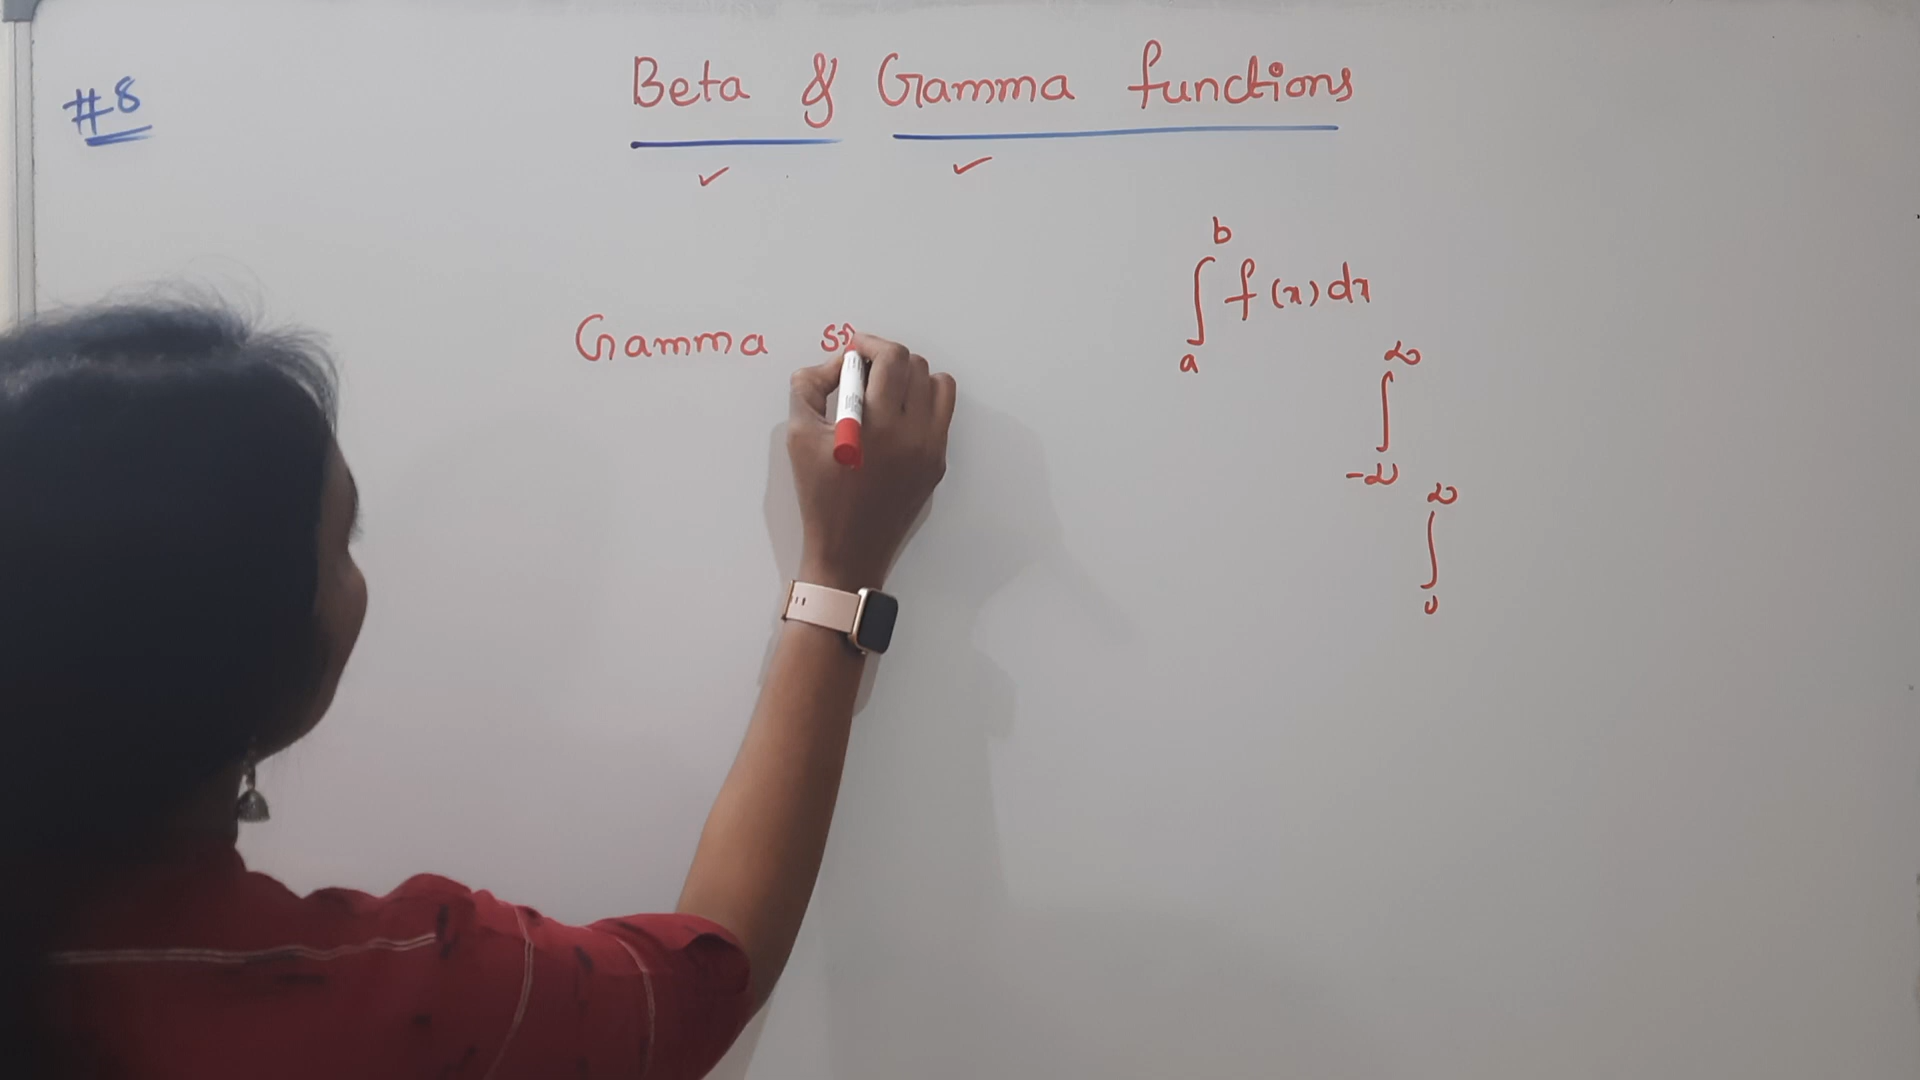 #8
Beta & Gamma functions
b
∫ f(x) dx
a
Gamma
∞
∫
-∞
∞
∫
0